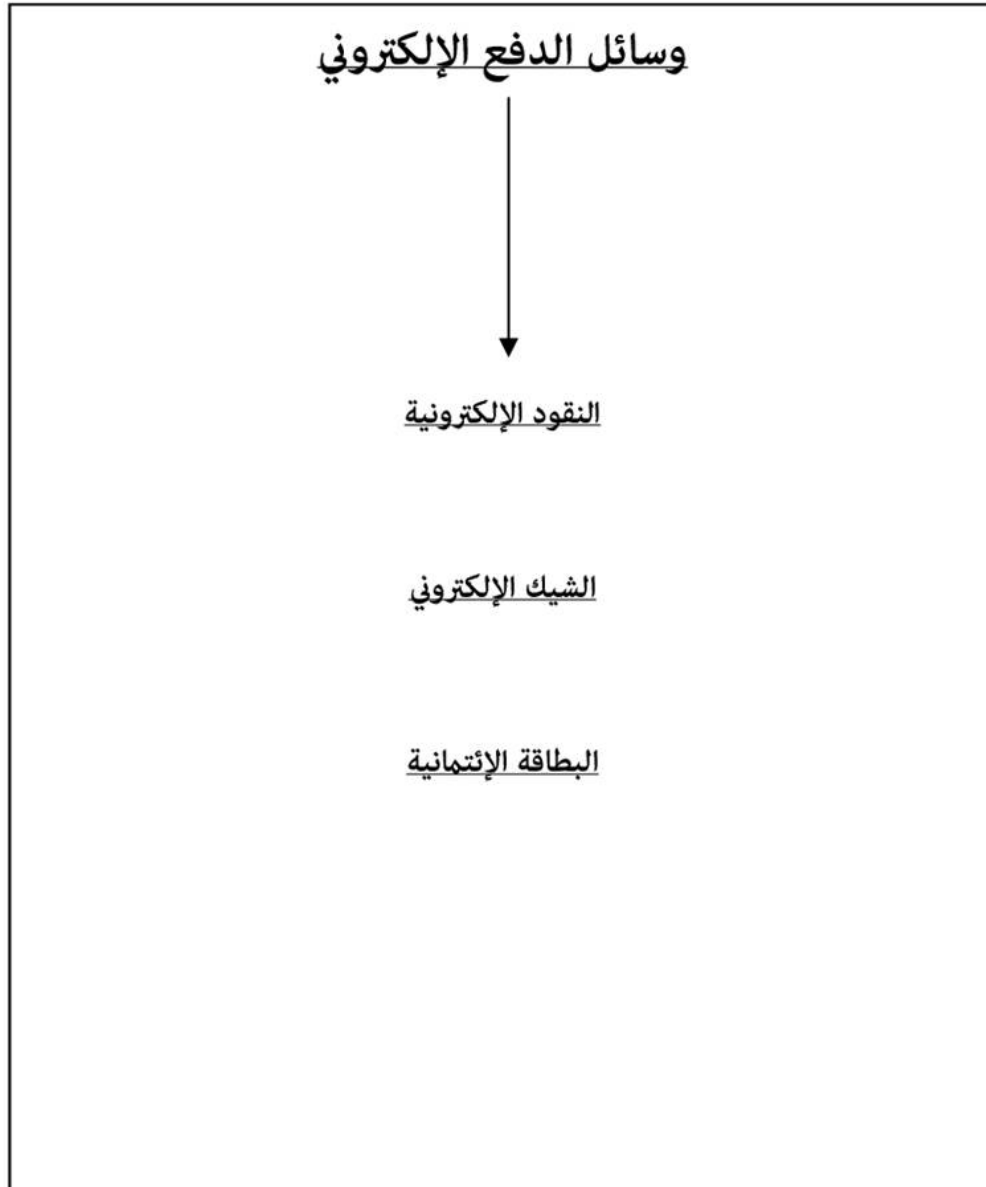 وسائل الدفع الإلكتروني
النقود الإلكترونية
الشيك الإلكتروني
البطاقة الإئتمانية